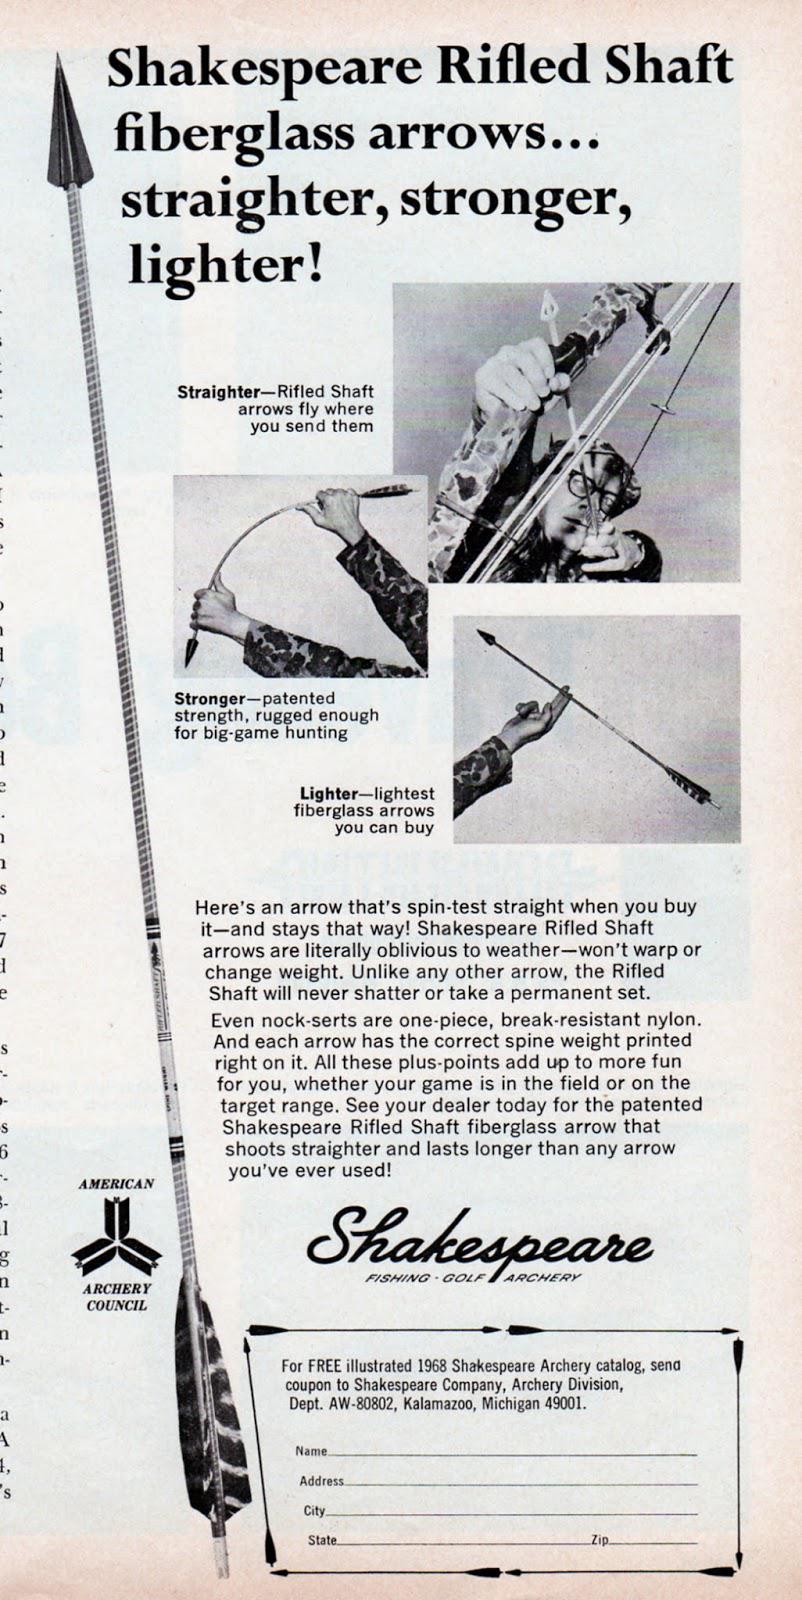 Shakespeare Rifled Shaft
fiberglass arrows...
straighter, stronger,
lighter!
Straighter—Rifled Shaft
arrows fly where
you send them
Stronger—patented
strength, rugged enough
for big-game hunting
Lighter—lightest
fiberglass arrows
you can buy
Here's an arrow that's spin-test straight when you buy
it—and stays that way! Shakespeare Rifled Shaft
arrows are literally oblivious to weather—won't warp or
change weight. Unlike any other arrow, the Rifled
Shaft will never shatter or take a permanent set.
Even nock-serts are one-piece, break-resistant nylon.
And each arrow has the correct spine weight printed
right on it. All these plus-points add up to more fun
for you, whether your game is in the field or on the
target range. See your dealer today for the patented
Shakespeare Rifled Shaft fiberglass arrow that
shoots straighter and lasts longer than any arrow
you've ever used!
AMERICAN
ARCHERY
COUNCIL
Shakespeare
FISHING · GOLF ARCHERY
For FREE illustrated 1968 Shakespeare Archery catalog, send
coupon to Shakespeare Company, Archery Division,
Dept. AW-80802, Kalamazoo, Michigan 49001.
Name
Address
City
State Zip